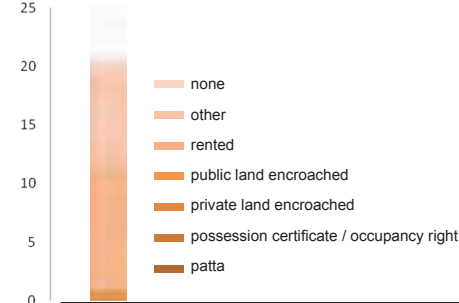 25
20
15
10
5
0
none
other
rented
public land encroached
private land encroached
possession certificate / occupancy right
patta